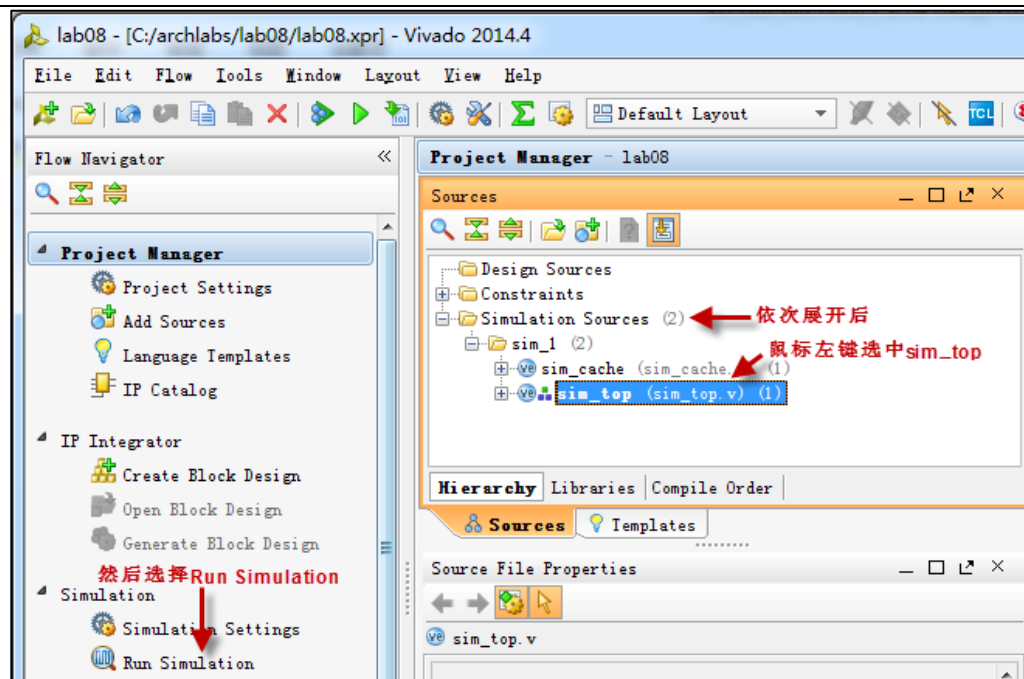 lab08 - [C:/archlabs/lab08/lab08.xpr] - Vivado 2014.4
File Edit Flow Tools Window Layout View Help
Default Layout
TCL
Flow Navigator
Project Manager
Project Settings
Add Sources
Language Templates
IP Catalog
IP Integrator
Create Block Design
Open Block Design
Generate Block Design
然后选择Run Simulation
Simulation
Simulation Settings
Run Simulation
Project Manager - lab08
Sources
Design Sources
Constraints
Simulation Sources (2)
依次展开后
sim_1 (2)
鼠标左键选中sim_top
sim_cache (sim_cache. (1)
sim_top (sim_top.v) (1)
Hierarchy Libraries Compile Order
Sources Templates
Source File Properties
sim_top.v